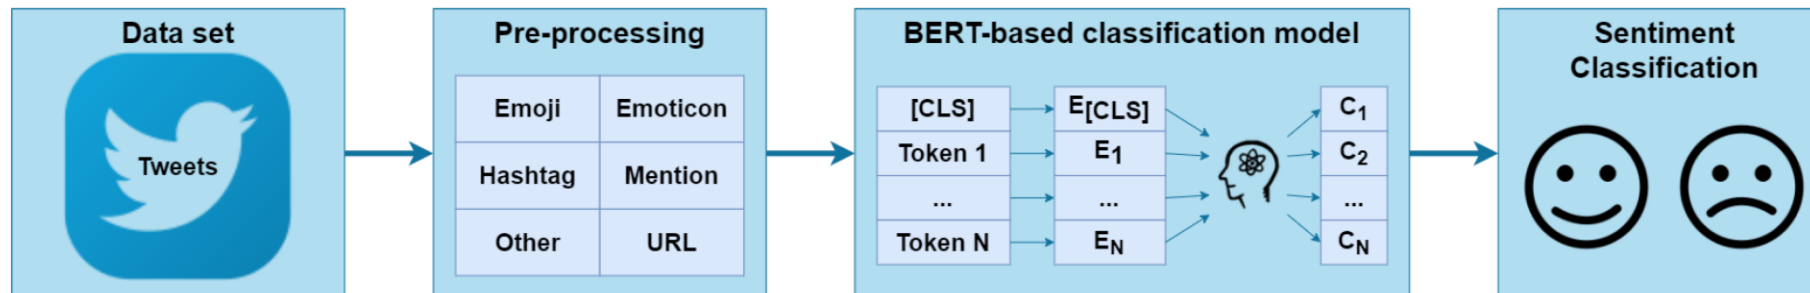 Data set
Tweets
Pre-processing
Emoji Emoticon
Hashtag Mention
Other URL
BERT-based classification model
[CLS] E[CLS] C1
Token 1 E1 C2
... ... ...
Token N EN CN
Sentiment
Classification